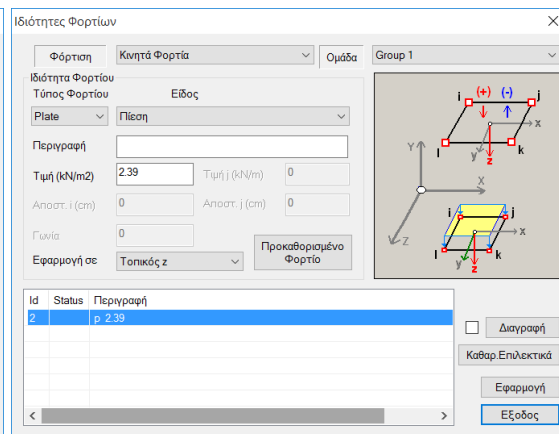 Ιδιότητες Φορτίων
Φόρτιση Κινητά Φορτία Ομάδα Group 1
Ιδιότητα Φορτίου
Τύπος Φορτίου Είδος
Plate Πίεση
Περιγραφή
Τιμή (kN/m2) 2.39 Τιμή j (kN/m) 0
Αποστ. i (cm) 0 Αποστ. j (cm) 0
Γωνία 0
Εφαρμογή σε Τοπικός z Προκαθορισμένο Φορτίο
i (+) (-) j
x
l y z k
Y
X
Z
i j
x
l y z k
Id Status Περιγραφή
2 p 2.39
Διαγραφή
Καθαρ.Επιλεκτικά
Εφαρμογή
Εξοδος